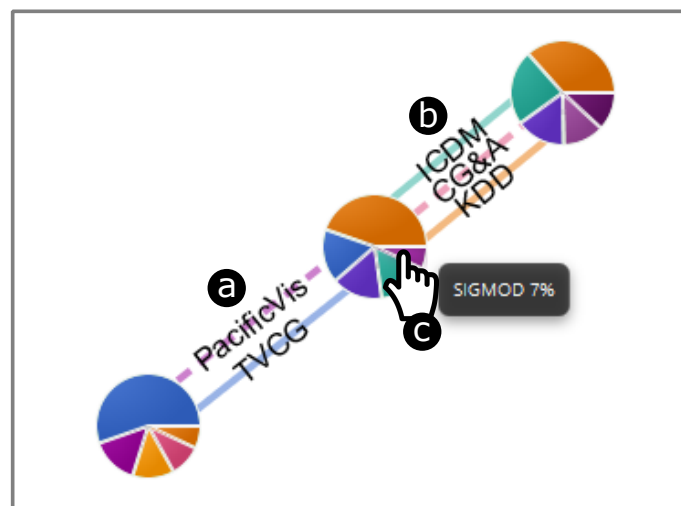 b
ICDM
CG&A
KDD
a
PacificVis
TVCG
SIGMOD 7%
c